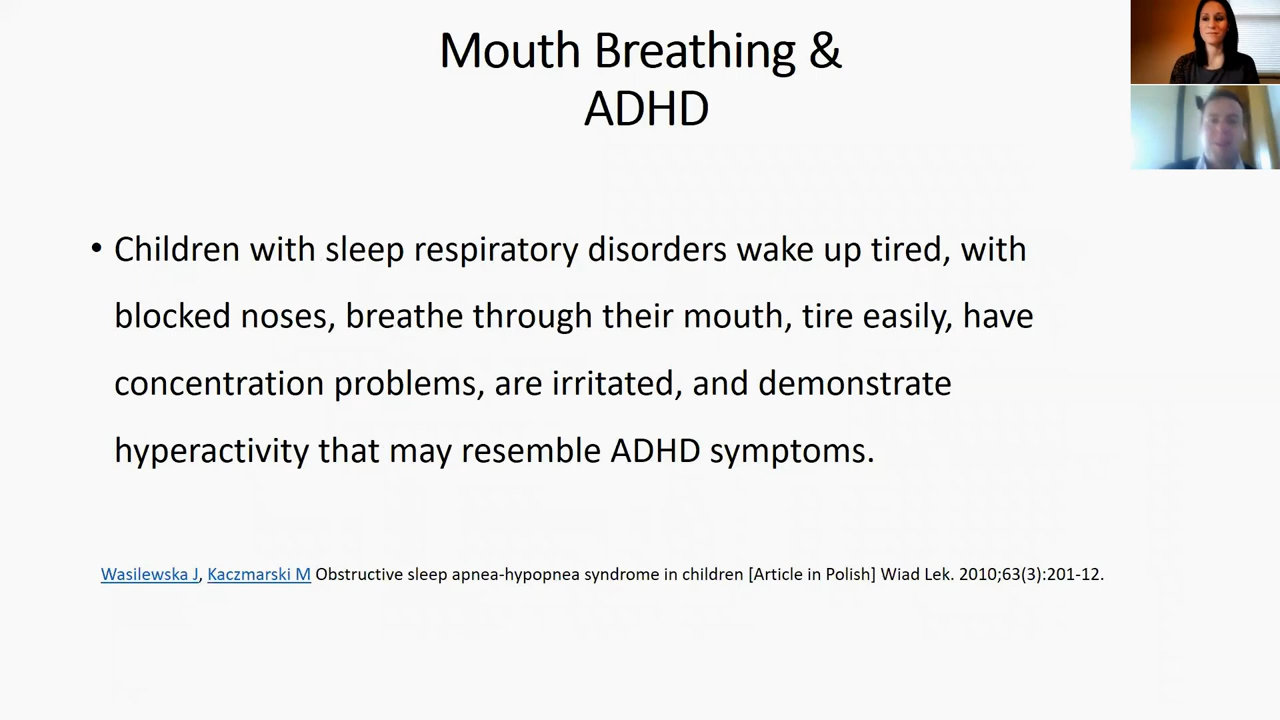 Mouth Breathing &
ADHD
• Children with sleep respiratory disorders wake up tired, with
blocked noses, breathe through their mouth, tire easily, have
concentration problems, are irritated, and demonstrate
hyperactivity that may resemble ADHD symptoms.
Wasilewska J, Kaczmarski M Obstructive sleep apnea-hypopnea syndrome in children [Article in Polish] Wiad Lek. 2010;63(3):201-12.